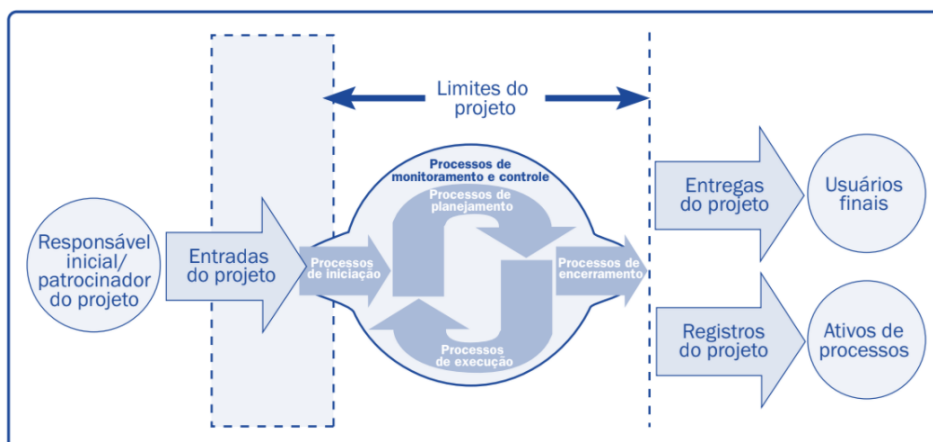 Limites do
projeto
Processos de
monitoramento e controle
Processos de
planejamento
Responsável
inicial/
patrocinador
do projeto
Entradas
do projeto
Processos
de iniciação
Processos de
encerramento
Processos
de execução
Entregas
do projeto
Usuários
finais
Registros
do projeto
Ativos de
processos